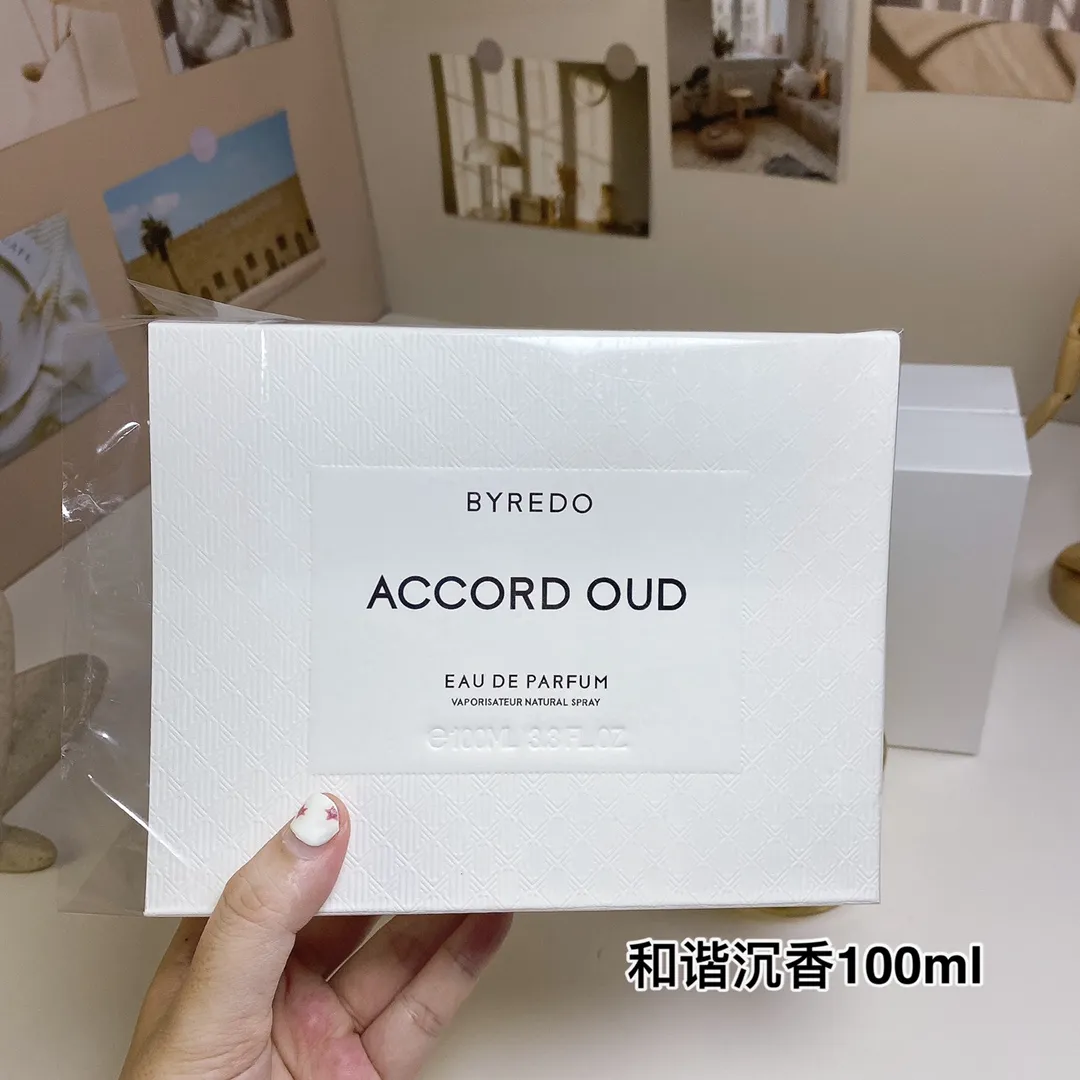 BYREDO
ACCORD OUD
EAU DE PARFUM
VAPORISATEUR NATURAL SPRAY
℮100ML 3.3 FL.OZ
和谐沉香100ml